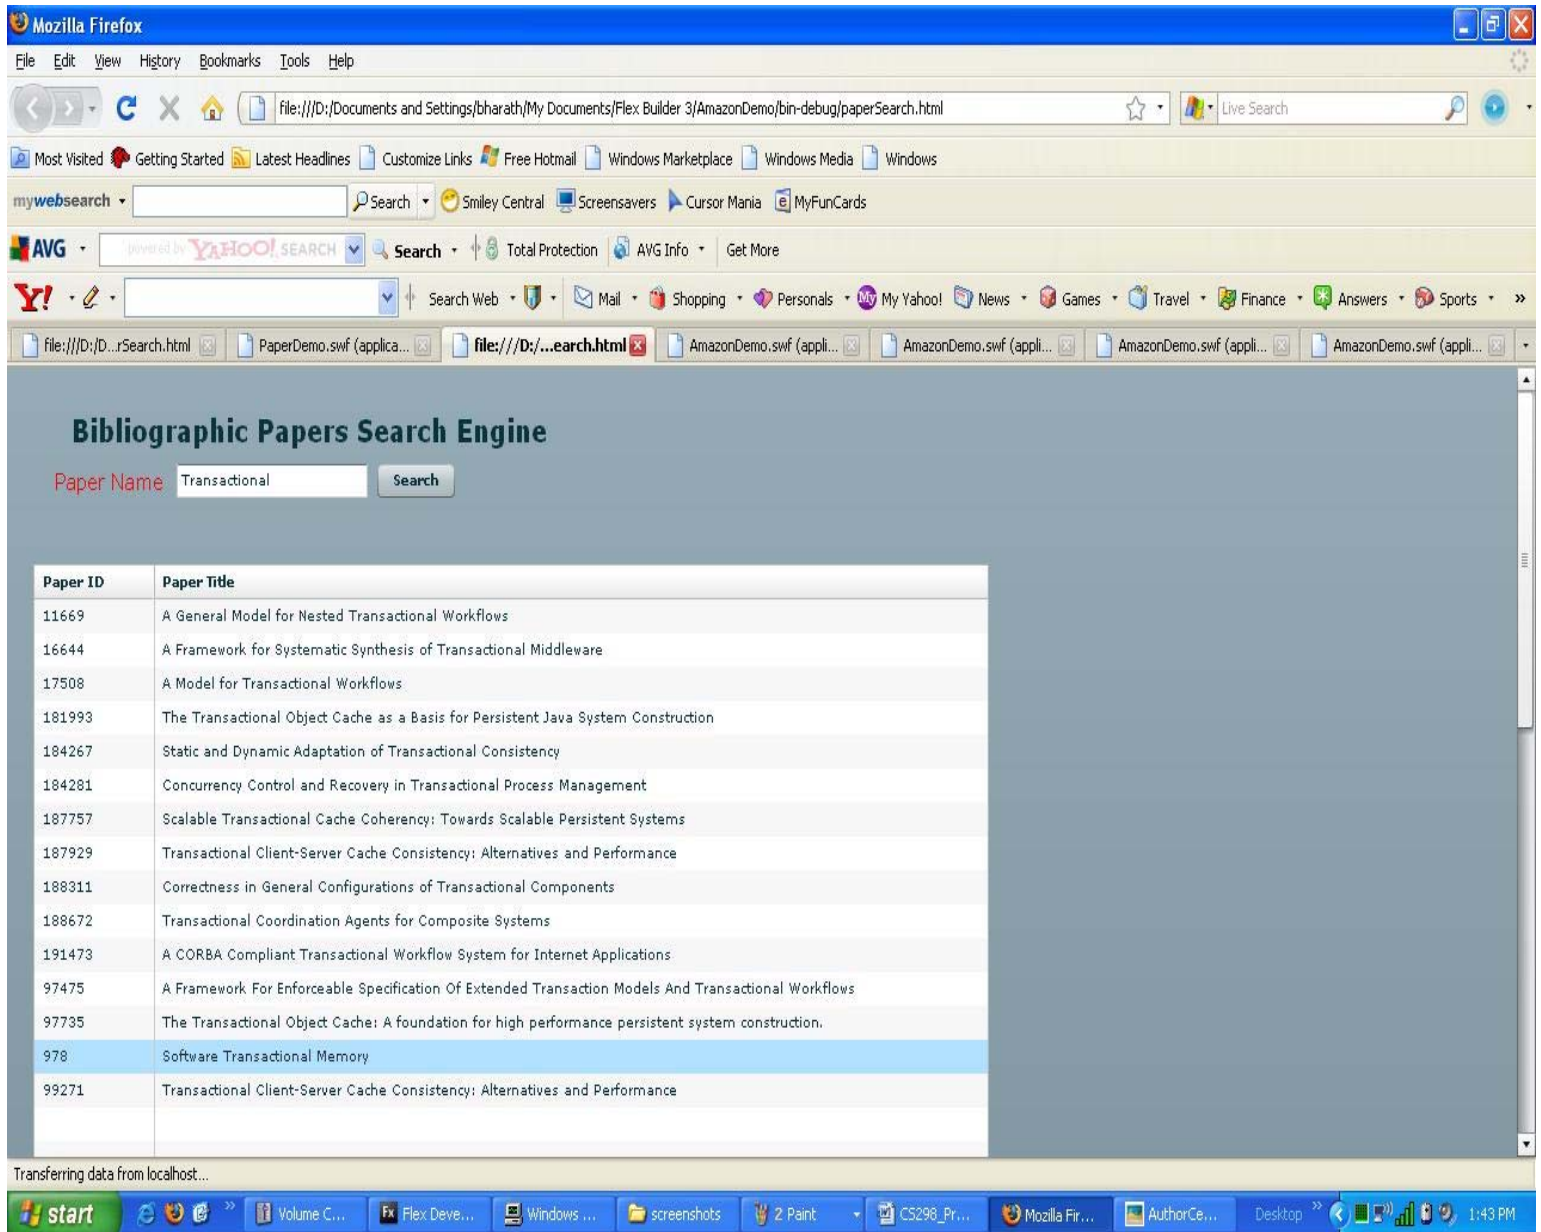 Mozilla Firefox
File Edit View History Bookmarks Tools Help
file:///D:/Documents and Settings/bharath/My Documents/Flex Builder 3/AmazonDemo/bin-debug/paperSearch.html Live Search
Most Visited Getting Started Latest Headlines Customize Links Free Hotmail Windows Marketplace Windows Media Windows
mywebsearch Search Smiley Central Screensavers Cursor Mania MyFunCards
AVG powered by YAHOO! SEARCH Search Total Protection AVG Info Get More
Y! Search Web Mail Shopping Personals My My Yahoo! News Games Travel Finance Answers Sports »
file:///D:/D...rSearch.html PaperDemo.swf (applica... file:///D:/...earch.html AmazonDemo.swf (appli... AmazonDemo.swf (appli... AmazonDemo.swf (appli... AmazonDemo.swf (appli...
Bibliographic Papers Search Engine
Paper Name Transactional Search
Paper ID Paper Title
11669 A General Model for Nested Transactional Workflows
16644 A Framework for Systematic Synthesis of Transactional Middleware
17508 A Model for Transactional Workflows
181993 The Transactional Object Cache as a Basis for Persistent Java System Construction
184267 Static and Dynamic Adaptation of Transactional Consistency
184281 Concurrency Control and Recovery in Transactional Process Management
187757 Scalable Transactional Cache Coherency: Towards Scalable Persistent Systems
187929 Transactional Client-Server Cache Consistency: Alternatives and Performance
188311 Correctness in General Configurations of Transactional Components
188672 Transactional Coordination Agents for Composite Systems
191473 A CORBA Compliant Transactional Workflow System for Internet Applications
97475 A Framework For Enforceable Specification Of Extended Transaction Models And Transactional Workflows
97735 The Transactional Object Cache: A foundation for high performance persistent system construction.
978 Software Transactional Memory
99271 Transactional Client-Server Cache Consistency: Alternatives and Performance
Transferring data from localhost...
start » Volume C... Fx Flex Deve... Windows ... screenshots 2 Paint CS298_Pr... Mozilla Fir... AuthorCe... Desktop » 1:43 PM